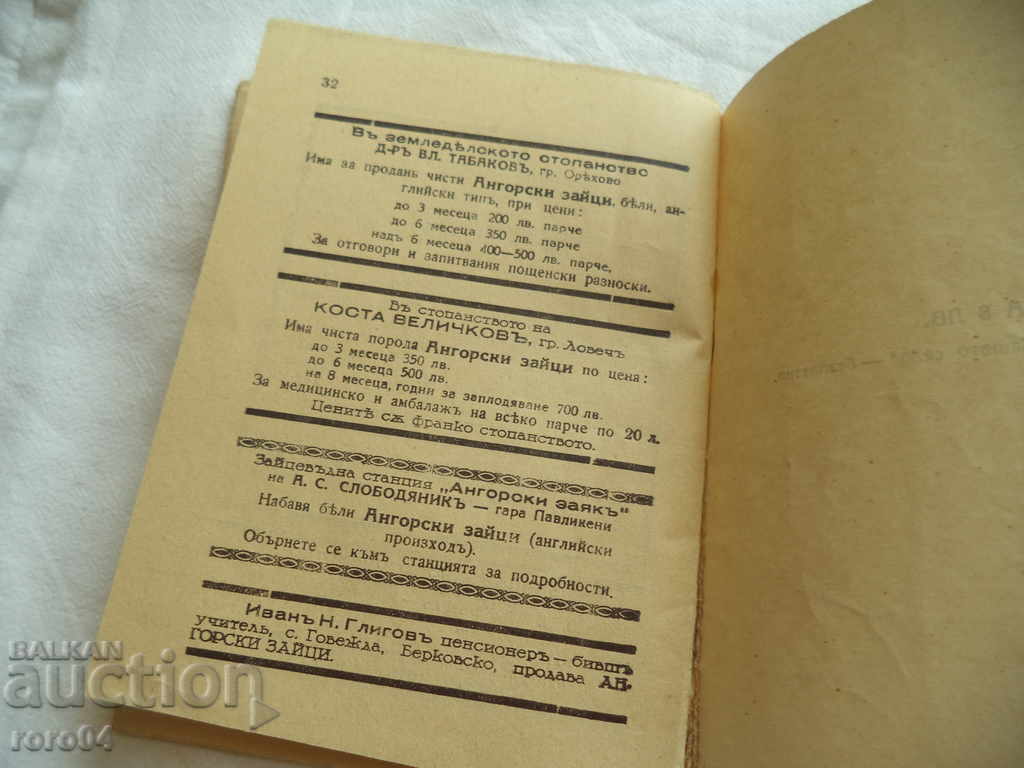 32
Въ земледѣлското стопанство
Д-РЪ ВЛ. ТАБАКОВЪ, гр. Орѣхово
Има за продань чисти Ангорски зайци, бѣли, ан-
глийски типъ, при цени:
до 3 месеца 200 лв. парче
до 6 месеца 350 лв. парче
надъ 6 месеца 400—500 лв. парче,
За отговори и запитвания пощенски разноски.
Въ стопанството на
КОСТА ВЕЛИЧКОВЪ, гр. Ловечъ
Има чиста порода Ангорски зайци по цена:
до 3 месеца 350 лв.
до 6 месеца 500 лв.
на 8 месеца, годни за заплодяване 700 лв.
За медицинско и амбалажъ на всѣко парче по 20 л.
Ценитѣ сѫ франко стопанството.
Зайцевъдна станция „Ангорски заякъ"
на А. С. СЛОБОДЯНИКЪ — гара Павликени
Набавя бѣли Ангорски зайци (английски
произходъ).
Обърнете се къмъ станцията за подробности.
Иванъ Н. Глиговъ пенсионеръ — бившъ
учитель, с. Говежда, Берковско, продава АН-
ГОРСКИ ЗАЙЦИ.
BALKAN
auction
roro04